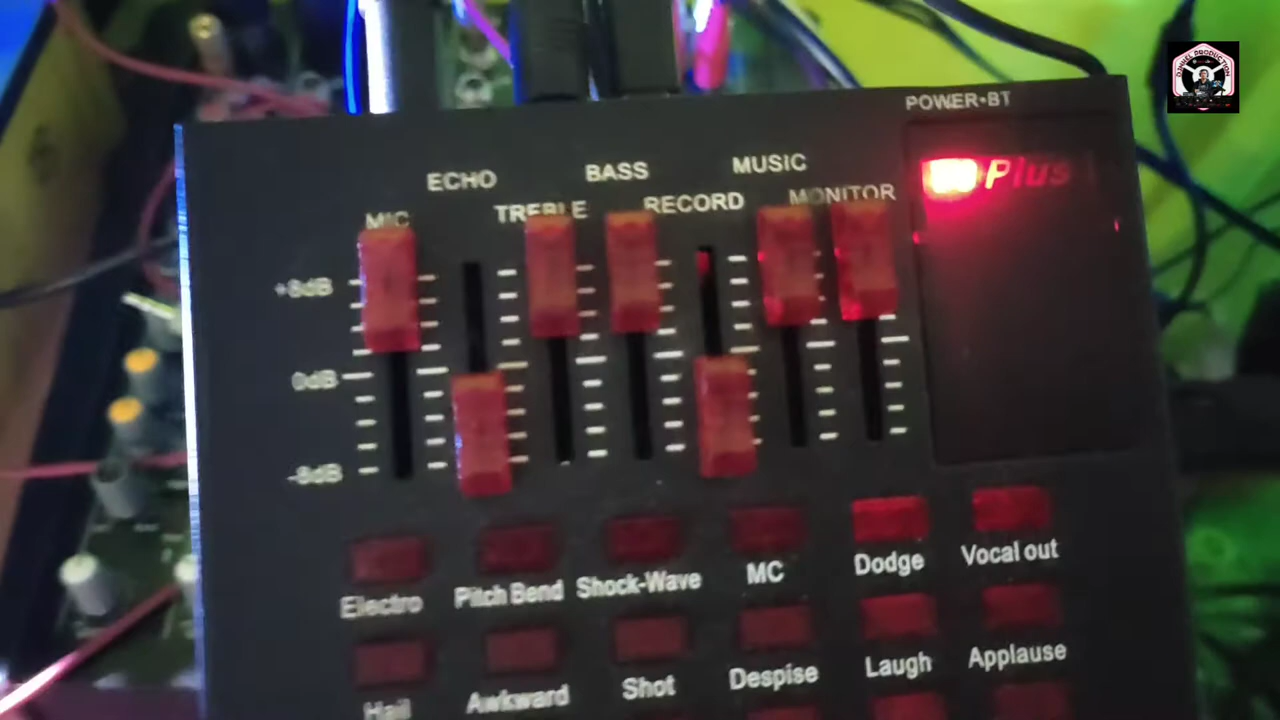 POWER•BT
Plus
ECHO
BASS
MUSIC
MIC
TREBLE
RECORD
MONITOR
+8dB
0dB
-8dB
Electro
Pitch Bend
Shock-Wave
MC
Dodge
Vocal out
Hail
Awkward
Shot
Despise
Laugh
Applause